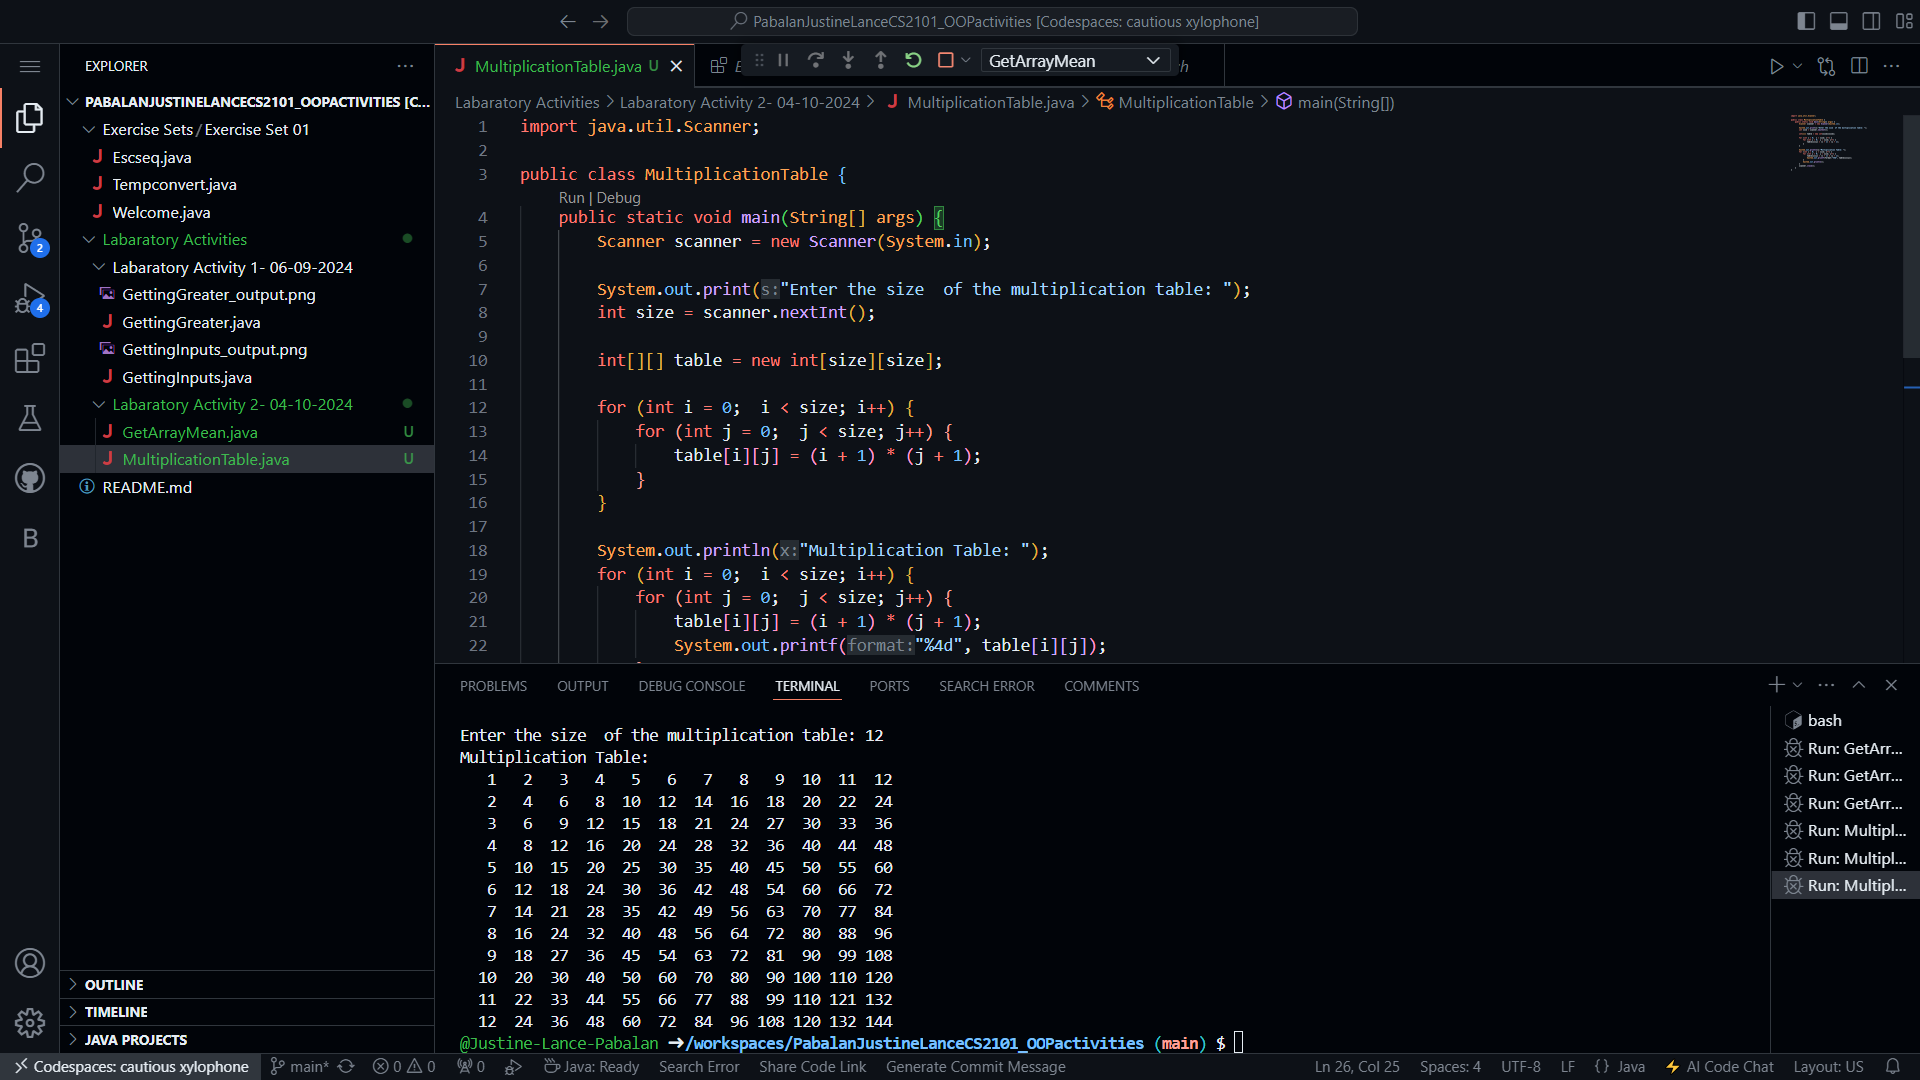 PabalanJustineLanceCS2101_OOPactivities [Codespaces: cautious xylophone]
EXPLORER
PABALANJUSTINELANCECS2101_OOPACTIVITIES [C...
Exercise Sets / Exercise Set 01
Escseq.java
Tempconvert.java
Welcome.java
Labaratory Activities
Labaratory Activity 1- 06-09-2024
GettingGreater_output.png
GettingGreater.java
GettingInputs_output.png
GettingInputs.java
Labaratory Activity 2- 04-10-2024
GetArrayMean.java U
MultiplicationTable.java U
README.md
2
4
B
OUTLINE
TIMELINE
JAVA PROJECTS
MultiplicationTable.java U
GetArrayMean
Labaratory Activities > Labaratory Activity 2- 04-10-2024 > MultiplicationTable.java > MultiplicationTable > main(String[])
1 import java.util.Scanner;
2
3 public class MultiplicationTable {
Run | Debug
4 public static void main(String[] args) {
5 Scanner scanner = new Scanner(System.in);
6
7 System.out.print(s:"Enter the size  of the multiplication table: ");
8 int size = scanner.nextInt();
9
10 int[][] table = new int[size][size];
11
12 for (int i = 0;  i < size; i++) {
13 for (int j = 0;  j < size; j++) {
14 table[i][j] = (i + 1) * (j + 1);
15 }
16 }
17
18 System.out.println(x:"Multiplication Table: ");
19 for (int i = 0;  i < size; i++) {
20 for (int j = 0;  j < size; j++) {
21 table[i][j] = (i + 1) * (j + 1);
22 System.out.printf(format:"%4d", table[i][j]);
PROBLEMS OUTPUT DEBUG CONSOLE TERMINAL PORTS SEARCH ERROR COMMENTS
Enter the size  of the multiplication table: 12
Multiplication Table:
1 2 3 4 5 6 7 8 9 10 11 12
2 4 6 8 10 12 14 16 18 20 22 24
3 6 9 12 15 18 21 24 27 30 33 36
4 8 12 16 20 24 28 32 36 40 44 48
5 10 15 20 25 30 35 40 45 50 55 60
6 12 18 24 30 36 42 48 54 60 66 72
7 14 21 28 35 42 49 56 63 70 77 84
8 16 24 32 40 48 56 64 72 80 88 96
9 18 27 36 45 54 63 72 81 90 99 108
10 20 30 40 50 60 70 80 90 100 110 120
11 22 33 44 55 66 77 88 99 110 121 132
12 24 36 48 60 72 84 96 108 120 132 144
@Justine-Lance-Pabalan ➜/workspaces/PabalanJustineLanceCS2101_OOPactivities (main) $
bash
Run: GetArr...
Run: GetArr...
Run: GetArr...
Run: Multipl...
Run: Multipl...
Run: Multipl...
Codespaces: cautious xylophone main* 0 0 0 Java: Ready Search Error Share Code Link Generate Commit Message Ln 26, Col 25 Spaces: 4 UTF-8 LF {} Java AI Code Chat Layout: US